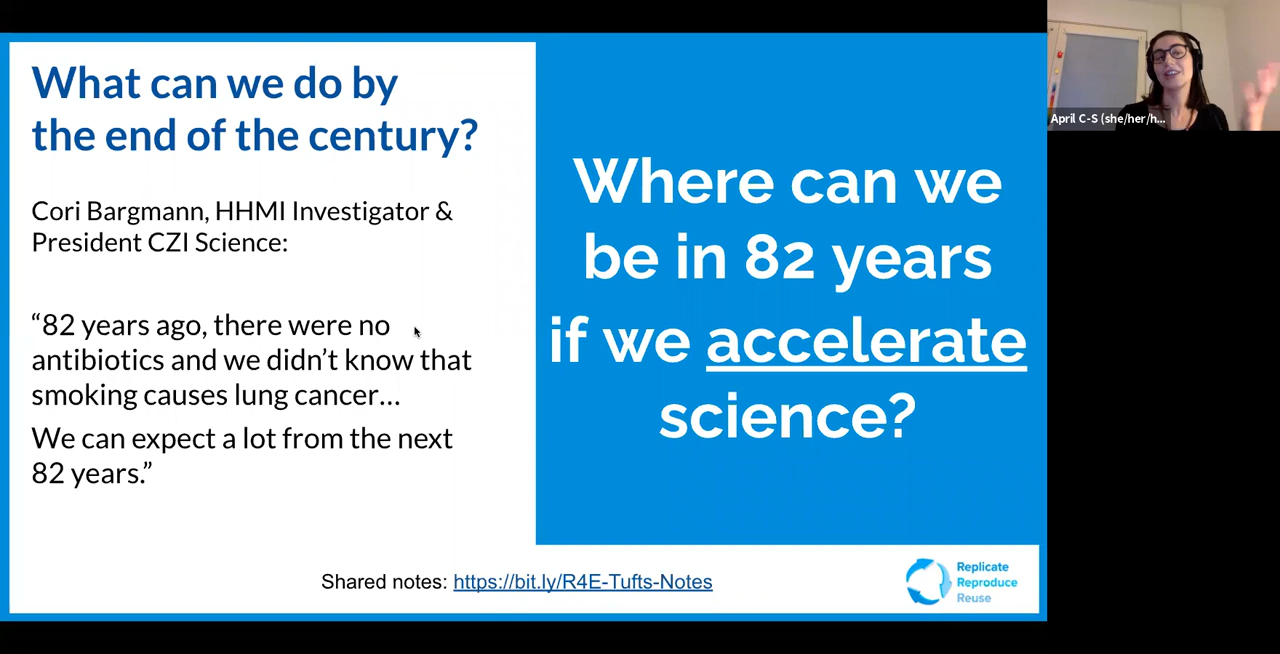 What can we do by
the end of the century?
Cori Bargmann, HHMI Investigator &
President CZI Science:
“82 years ago, there were no
antibiotics and we didn’t know that
smoking causes lung cancer…
We can expect a lot from the next
82 years.”
Where can we
be in 82 years
if we accelerate
science?
Shared notes: https://bit.ly/R4E-Tufts-Notes
Replicate
Reproduce
Reuse
April C-S (she/her/h...